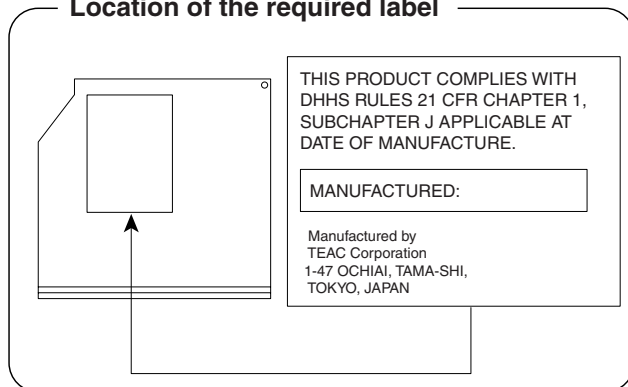 Location of the required label
THIS PRODUCT COMPLIES WITH
DHHS RULES 21 CFR CHAPTER 1,
SUBCHAPTER J APPLICABLE AT
DATE OF MANUFACTURE.
MANUFACTURED:
Manufactured by
TEAC Corporation
1-47 OCHIAI, TAMA-SHI,
TOKYO, JAPAN